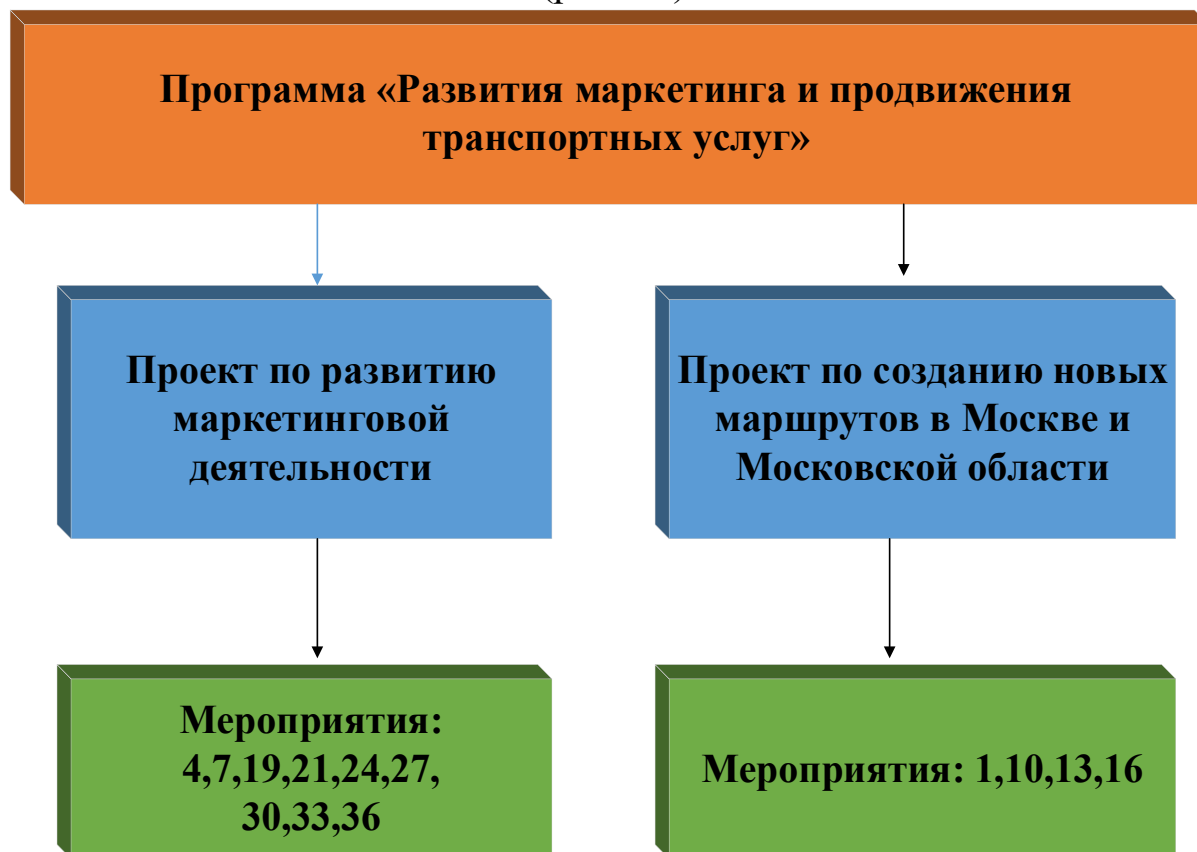 Программа «Развития маркетинга и продвижения
транспортных услуг»
Проект по развитию
маркетинговой
деятельности
Проект по созданию новых
маршрутов в Москве и
Московской области
Мероприятия:
4,7,19,21,24,27,
30,33,36
Мероприятия: 1,10,13,16